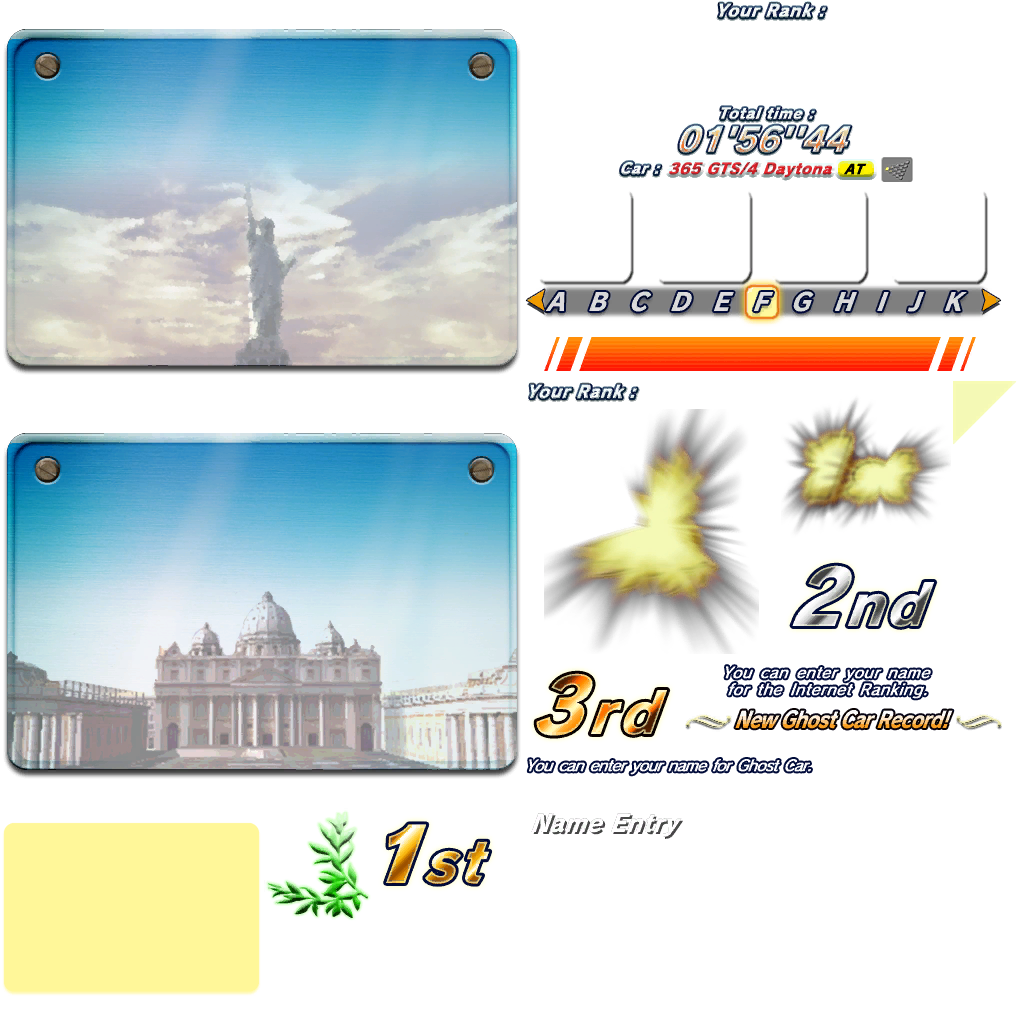 Your Rank :
Total time :
01'56"44
Car : 365 GTS/4 Daytona AT
A B C D E F G H I J K
Your Rank :
2nd
3rd
You can enter your name
for the Internet Ranking.
New Ghost Car Record!
You can enter your name for Ghost Car.
1st
Name Entry